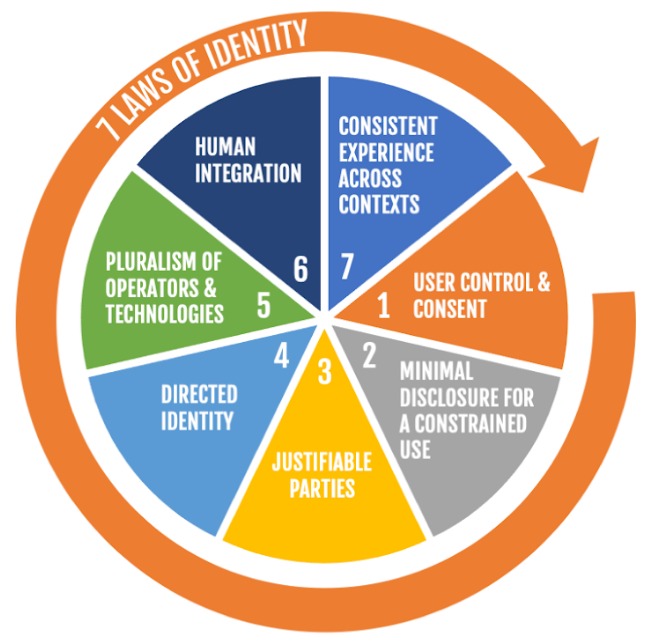 7 LAWS OF IDENTITY
1
USER CONTROL &
CONSENT
2
MINIMAL
DISCLOSURE FOR
A CONSTRAINED
USE
3
JUSTIFIABLE
PARTIES
4
DIRECTED
IDENTITY
5
PLURALISM OF
OPERATORS &
TECHNOLOGIES
6
HUMAN
INTEGRATION
7
CONSISTENT
EXPERIENCE
ACROSS
CONTEXTS